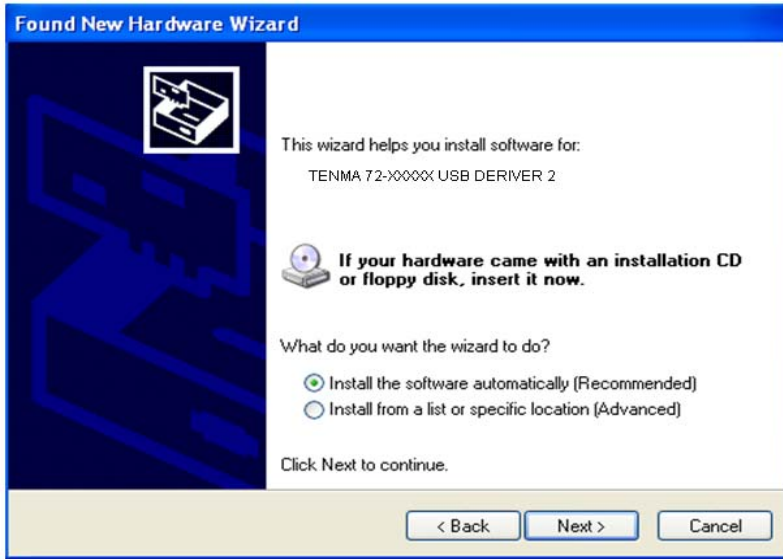 Found New Hardware Wizard
This wizard helps you install software for:
TENMA 72-XXXXX USB DERIVER 2
If your hardware came with an installation CD
or floppy disk, insert it now.
What do you want the wizard to do?
Install the software automatically (Recommended)
Install from a list or specific location (Advanced)
Click Next to continue.
< Back
Next >
Cancel